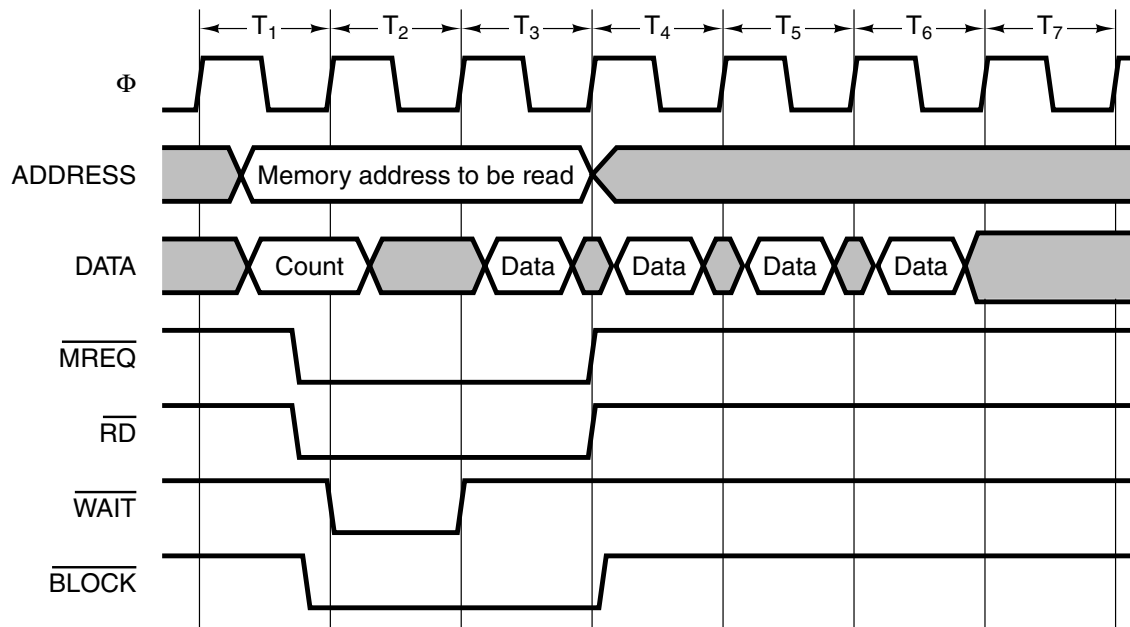 T₁ T₂ T₃ T₄ T₅ T₆ T₇
Φ
ADDRESS Memory address to be read
DATA Count Data Data Data Data
MREQ
RD
WAIT
BLOCK